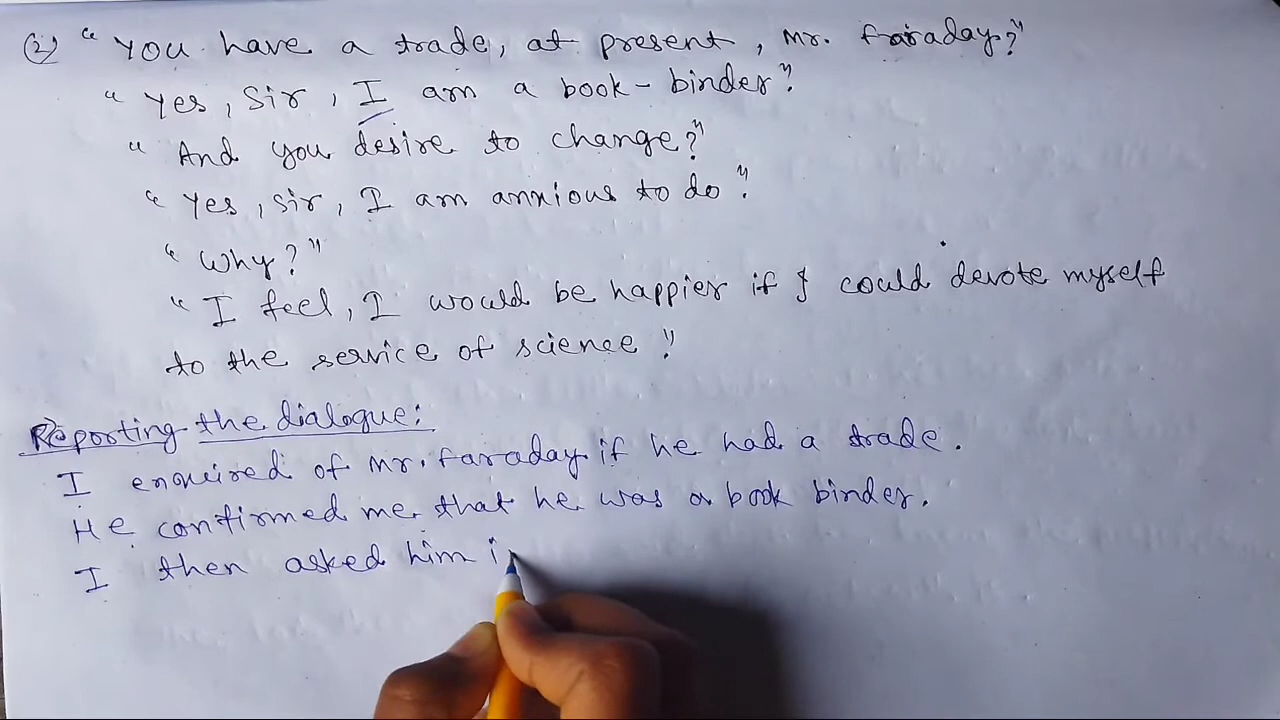 (2) "You have a trade, at present, Mr. Faraday?"
"Yes, Sir, I am a book-binder"
"And you desire to change?"
"Yes, Sir, I am anxious to do"
"Why?"
"I feel, I would be happier if I could devote myself
to the service of science"
Reporting the dialogue:
I enquired of Mr. Faraday if he had a trade.
He confirmed me that he was a book binder.
I then asked him i